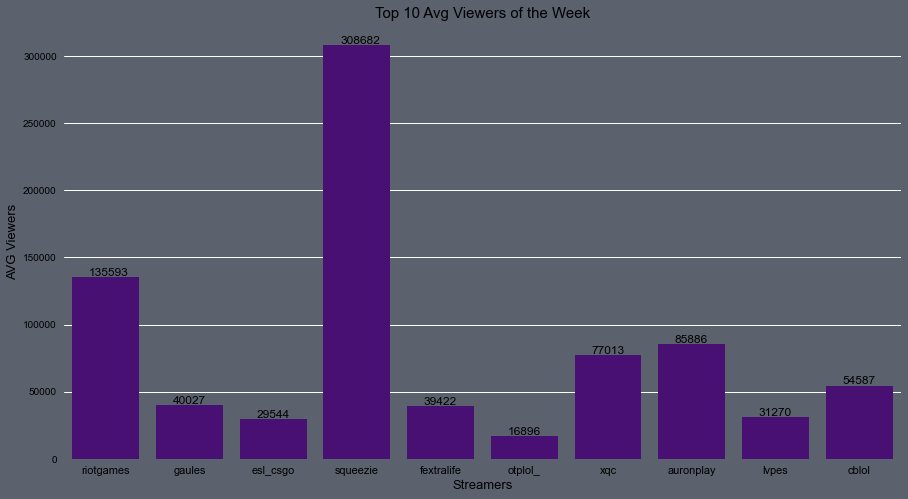 Top 10 Avg Viewers of the Week
AVG Viewers
300000
250000
200000
150000
100000
50000
0
135593
40027
29544
308682
39422
16896
77013
85886
31270
54587
riotgames
gaules
esl_csgo
squeezie
fextralife
otplol_
xqc
auronplay
lvpes
cblol
Streamers